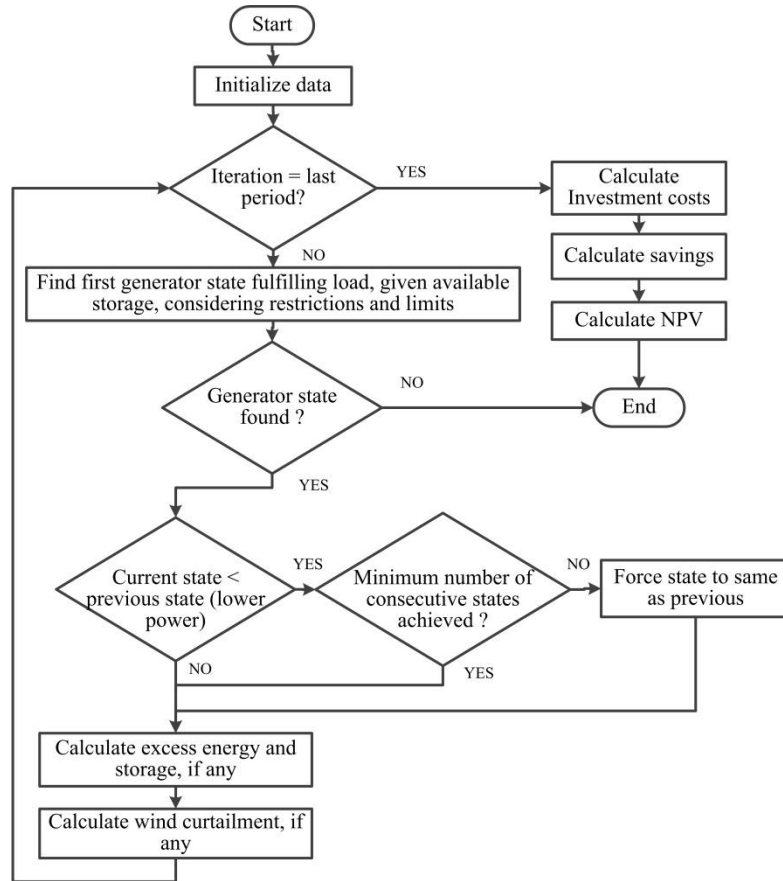 Start
Initialize data
Iteration = last
period?
YES
Calculate
Investment costs
Calculate savings
Calculate NPV
NO
Find first generator state fulfilling load, given available
storage, considering restrictions and limits
Generator state
found ?
NO
End
YES
Current state <
previous state (lower
power)
YES
Minimum number of
consecutive states
achieved ?
NO
Force state to same
as previous
NO
YES
Calculate excess energy and
storage, if any
Calculate wind curtailment, if
any